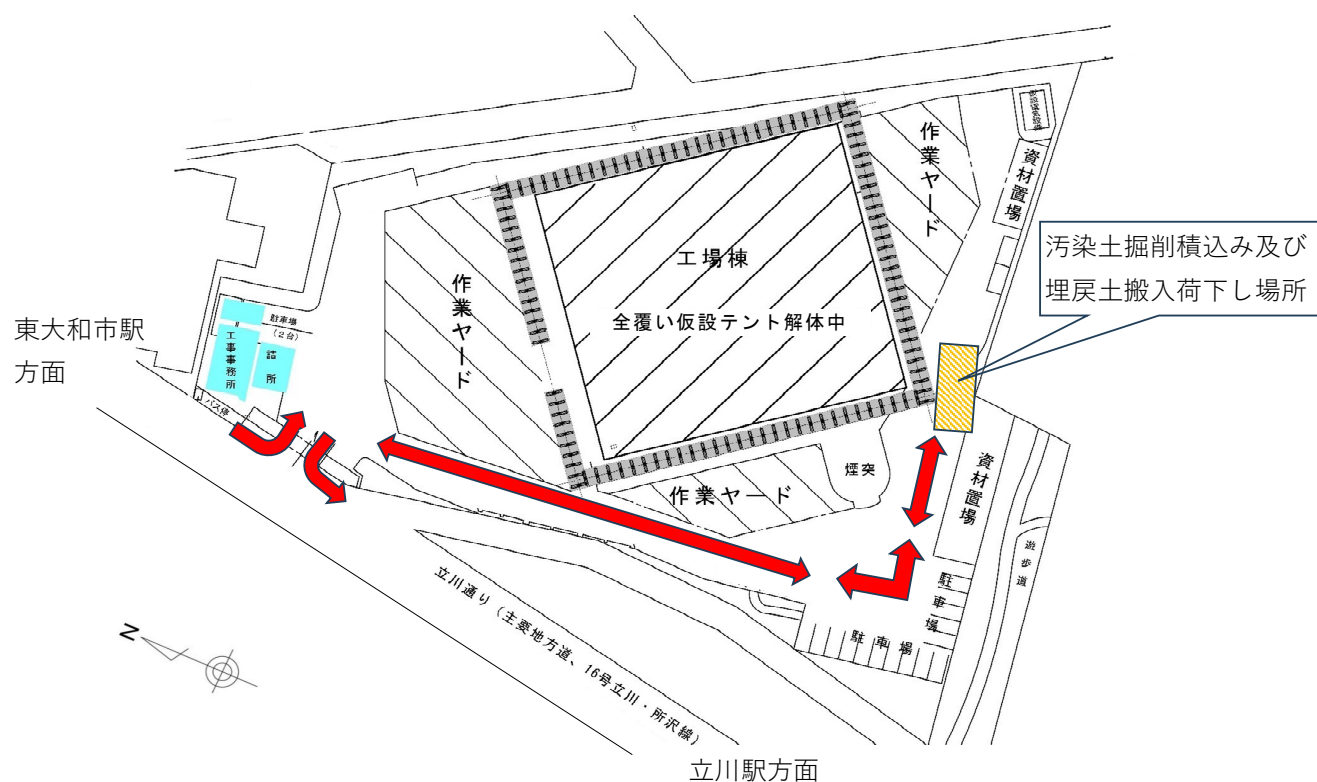 作業ヤード
資材置場
汚染土掘削積込み及び
埋戻土搬入荷下し場所
工場棟
全覆い仮設テント解体中
作業ヤード
東大和市駅
方面
駐車場
(2台)
工事事務所
詰所
バス停
煙突
作業ヤード
資材置場
遊歩道
駐車場
駐車場
立川通り(主要地方道、16号立川・所沢線)
N
立川駅方面